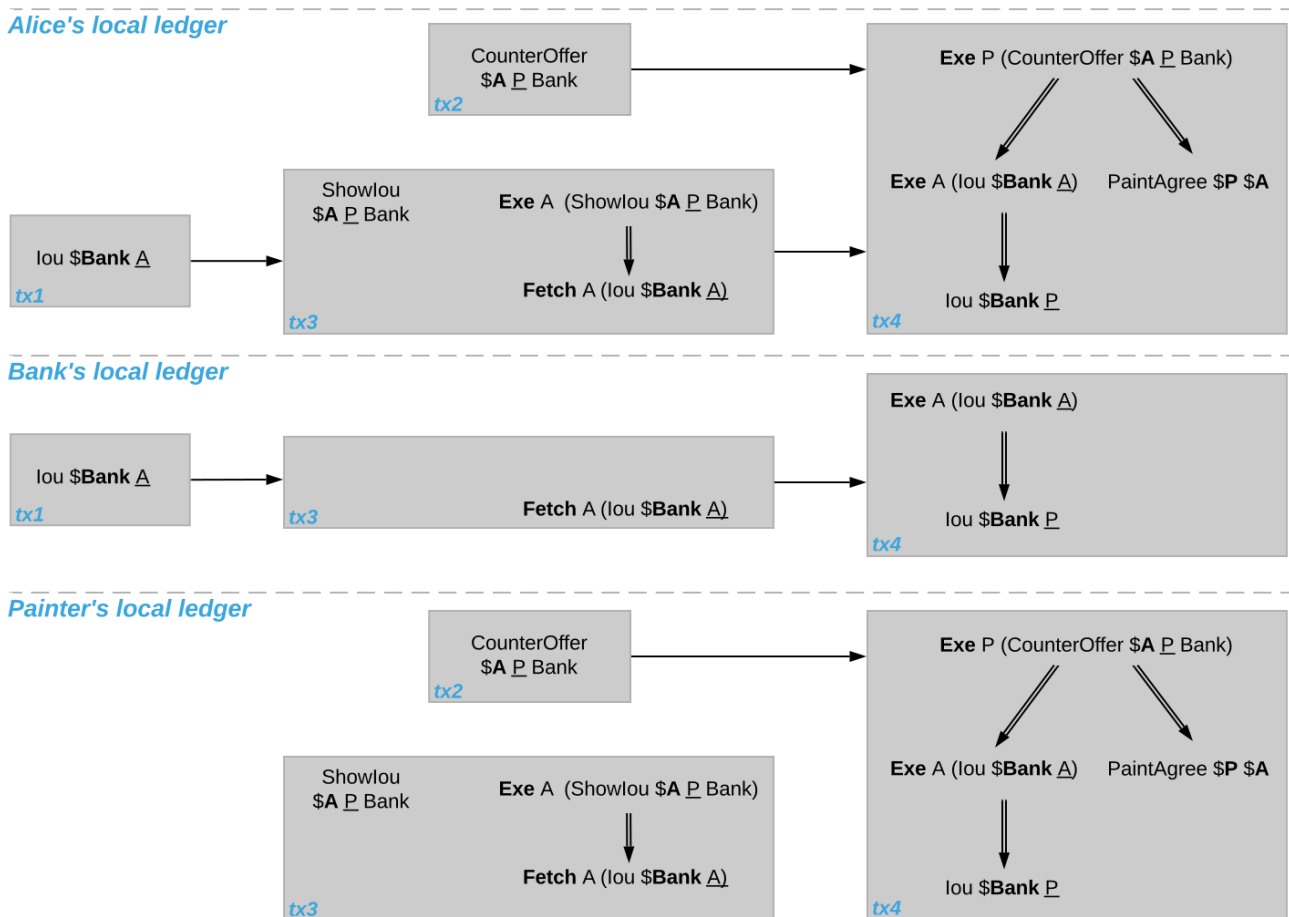 Alice's local ledger
CounterOffer
$A P Bank
tx2
Exe P (CounterOffer $A P Bank)
Exe A (Iou $Bank A)
PaintAgree $P $A
Iou $Bank P
tx4
ShowIou
$A P Bank
Exe A (ShowIou $A P Bank)
Fetch A (Iou $Bank A)
tx3
Iou $Bank A
tx1
Bank's local ledger
Iou $Bank A
tx1
Fetch A (Iou $Bank A)
tx3
Exe A (Iou $Bank A)
Iou $Bank P
tx4
Painter's local ledger
CounterOffer
$A P Bank
tx2
Exe P (CounterOffer $A P Bank)
Exe A (Iou $Bank A)
PaintAgree $P $A
Iou $Bank P
tx4
ShowIou
$A P Bank
Exe A (ShowIou $A P Bank)
Fetch A (Iou $Bank A)
tx3